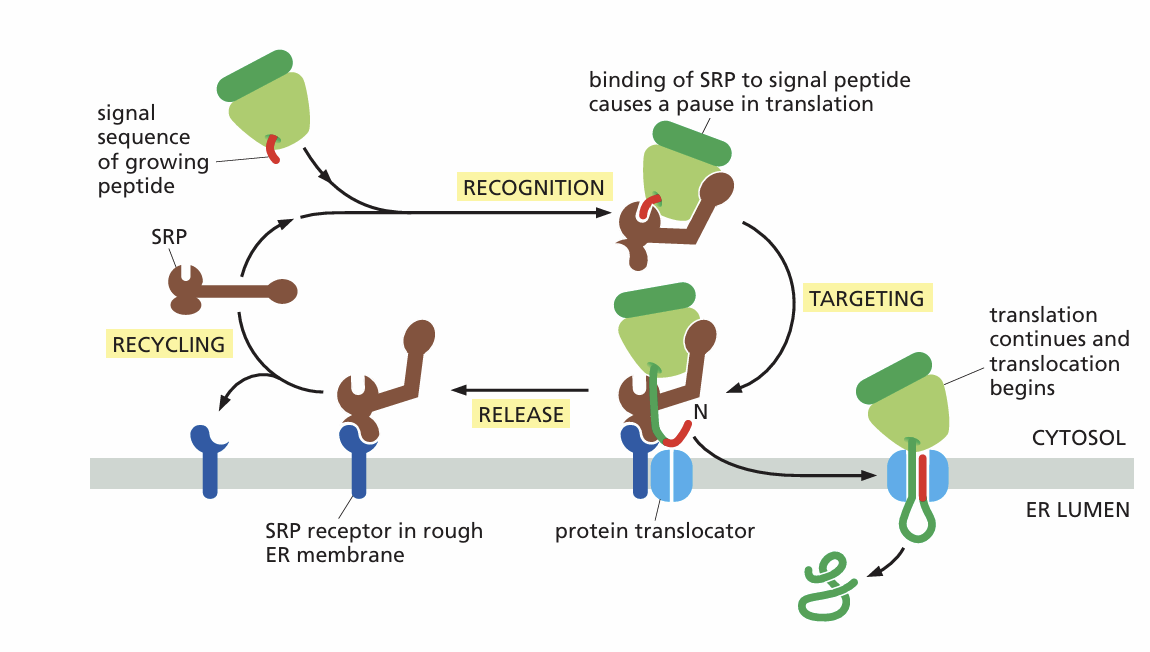 signal
sequence
of growing
peptide
binding of SRP to signal peptide
causes a pause in translation
RECOGNITION
SRP
TARGETING
translation
continues and
translocation
begins
RECYCLING
RELEASE
N
CYTOSOL
ER LUMEN
SRP receptor in rough
ER membrane
protein translocator